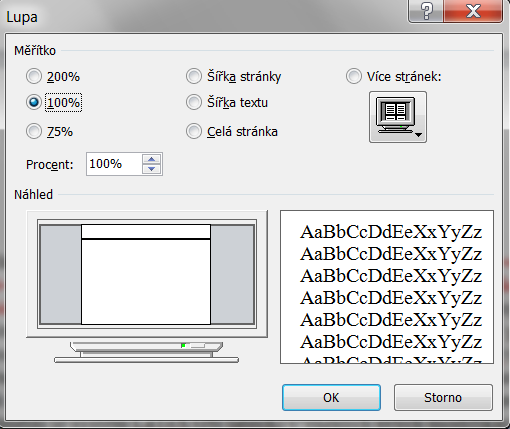 Lupa
Měřítko
200%
Šířka stránky
Více stránek:
100%
Šířka textu
75%
Celá stránka
Procent: 100%
Náhled
AaBbCcDdEeXxYyZz
AaBbCcDdEeXxYyZz
AaBbCcDdEeXxYyZz
AaBbCcDdEeXxYyZz
AaBbCcDdEeXxYyZz
AaBbCcDdEeXxYyZz
AaBbCcDdEeXxYyZz
OK
Storno